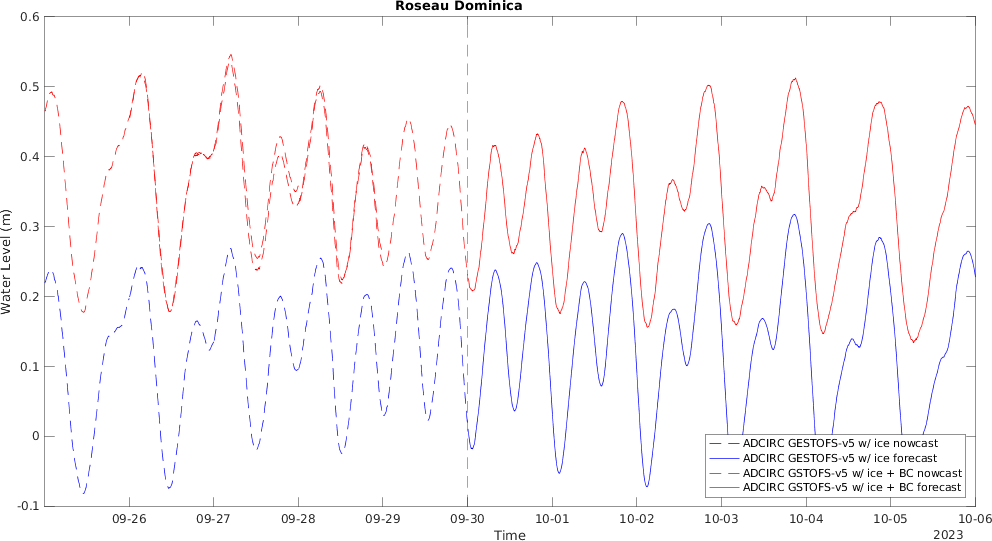 Roseau Dominica
0.6
0.5
0.4
0.3
0.2
0.1
0
-0.1
Water Level (m)
ADCIRC GESTOFS-v5 w/ ice nowcast
ADCIRC GESTOFS-v5 w/ ice forecast
ADCIRC GSTOFS-v5 w/ ice + BC nowcast
ADCIRC GSTOFS-v5 w/ ice + BC forecast
09-26 09-27 09-28 09-29 09-30 10-01 10-02 10-03 10-04 10-05 10-06
Time
2023